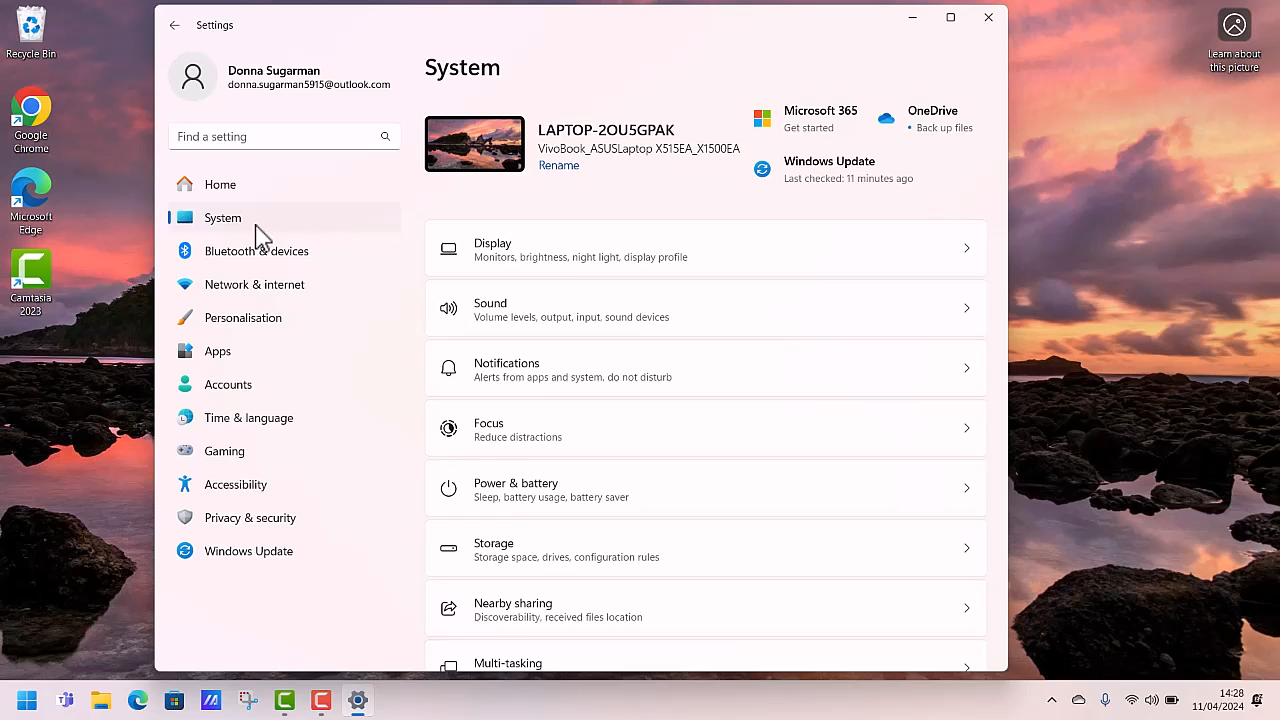 Recycle Bin
Google
Chrome
Microsoft
Edge
Camtasia
2023
Learn about
this picture
Settings
Donna Sugarman
donna.sugarman5915@outlook.com
Find a setting
Home
System
Bluetooth & devices
Network & internet
Personalisation
Apps
Accounts
Time & language
Gaming
Accessibility
Privacy & security
Windows Update
System
LAPTOP-2OU5GPAK
VivoBook_ASUSLaptop X515EA_X1500EA
Rename
Microsoft 365
Get started
OneDrive
• Back up files
Windows Update
Last checked: 11 minutes ago
Display
Monitors, brightness, night light, display profile
Sound
Volume levels, output, input, sound devices
Notifications
Alerts from apps and system, do not disturb
Focus
Reduce distractions
Power & battery
Sleep, battery usage, battery saver
Storage
Storage space, drives, configuration rules
Nearby sharing
Discoverability, received files location
Multi-tasking
14:28
11/04/2024